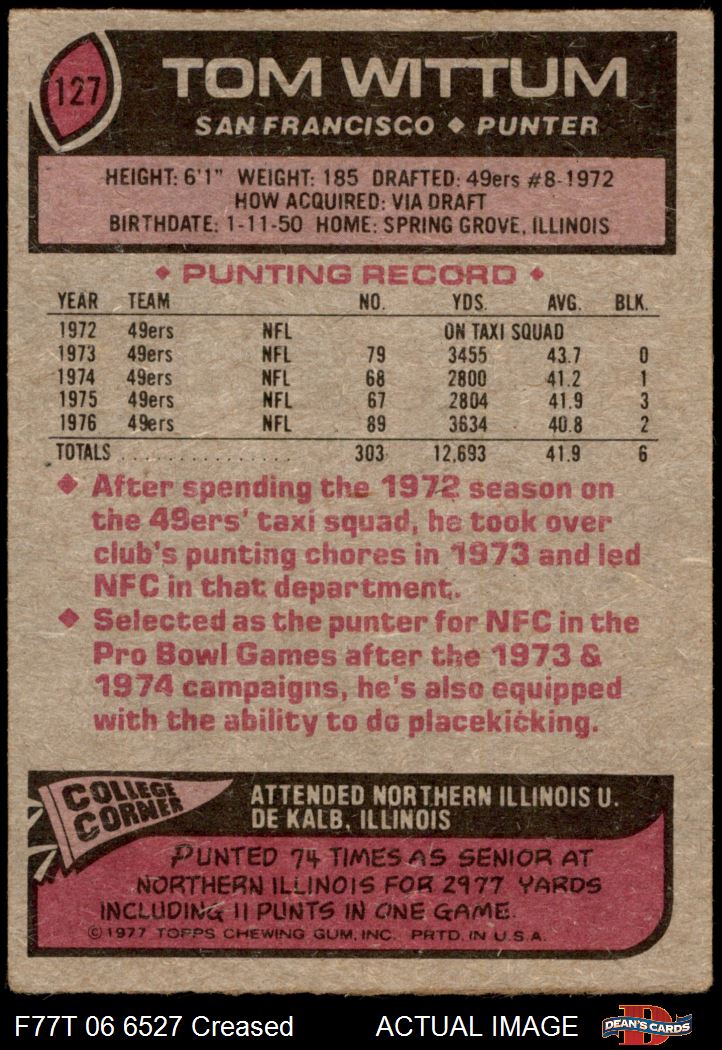 127
TOM WITTUM
SAN FRANCISCO ◆ PUNTER
HEIGHT: 6'1" WEIGHT: 185 DRAFTED: 49ers #8-1972
HOW ACQUIRED: VIA DRAFT
BIRTHDATE: 1-11-50 HOME: SPRING GROVE, ILLINOIS
◆ PUNTING RECORD ◆
YEAR TEAM NO. YDS. AVG. BLK.
1972 49ers NFL ON TAXI SQUAD
1973 49ers NFL 79 3455 43.7 0
1974 49ers NFL 68 2800 41.2 1
1975 49ers NFL 67 2804 41.9 3
1976 49ers NFL 89 3634 40.8 2
TOTALS . . . . . . . . . . . . . . . 303 12,693 41.9 6
◆ After spending the 1972 season on
the 49ers' taxi squad, he took over
club's punting chores in 1973 and led
NFC in that department.
◆ Selected as the punter for NFC in the
Pro Bowl Games after the 1973 &
1974 campaigns, he's also equipped
with the ability to do placekicking.
COLLEGE
CORNER
ATTENDED NORTHERN ILLINOIS U.
DE KALB, ILLINOIS
PUNTED 74 TIMES AS SENIOR AT
NORTHERN ILLINOIS FOR 2977 YARDS
INCLUDING 11 PUNTS IN ONE GAME.
© 1977 TOPPS CHEWING GUM, INC. PRTD. IN U.S.A.
F77T 06 6527 Creased ACTUAL IMAGE
D
DEAN'S CARDS